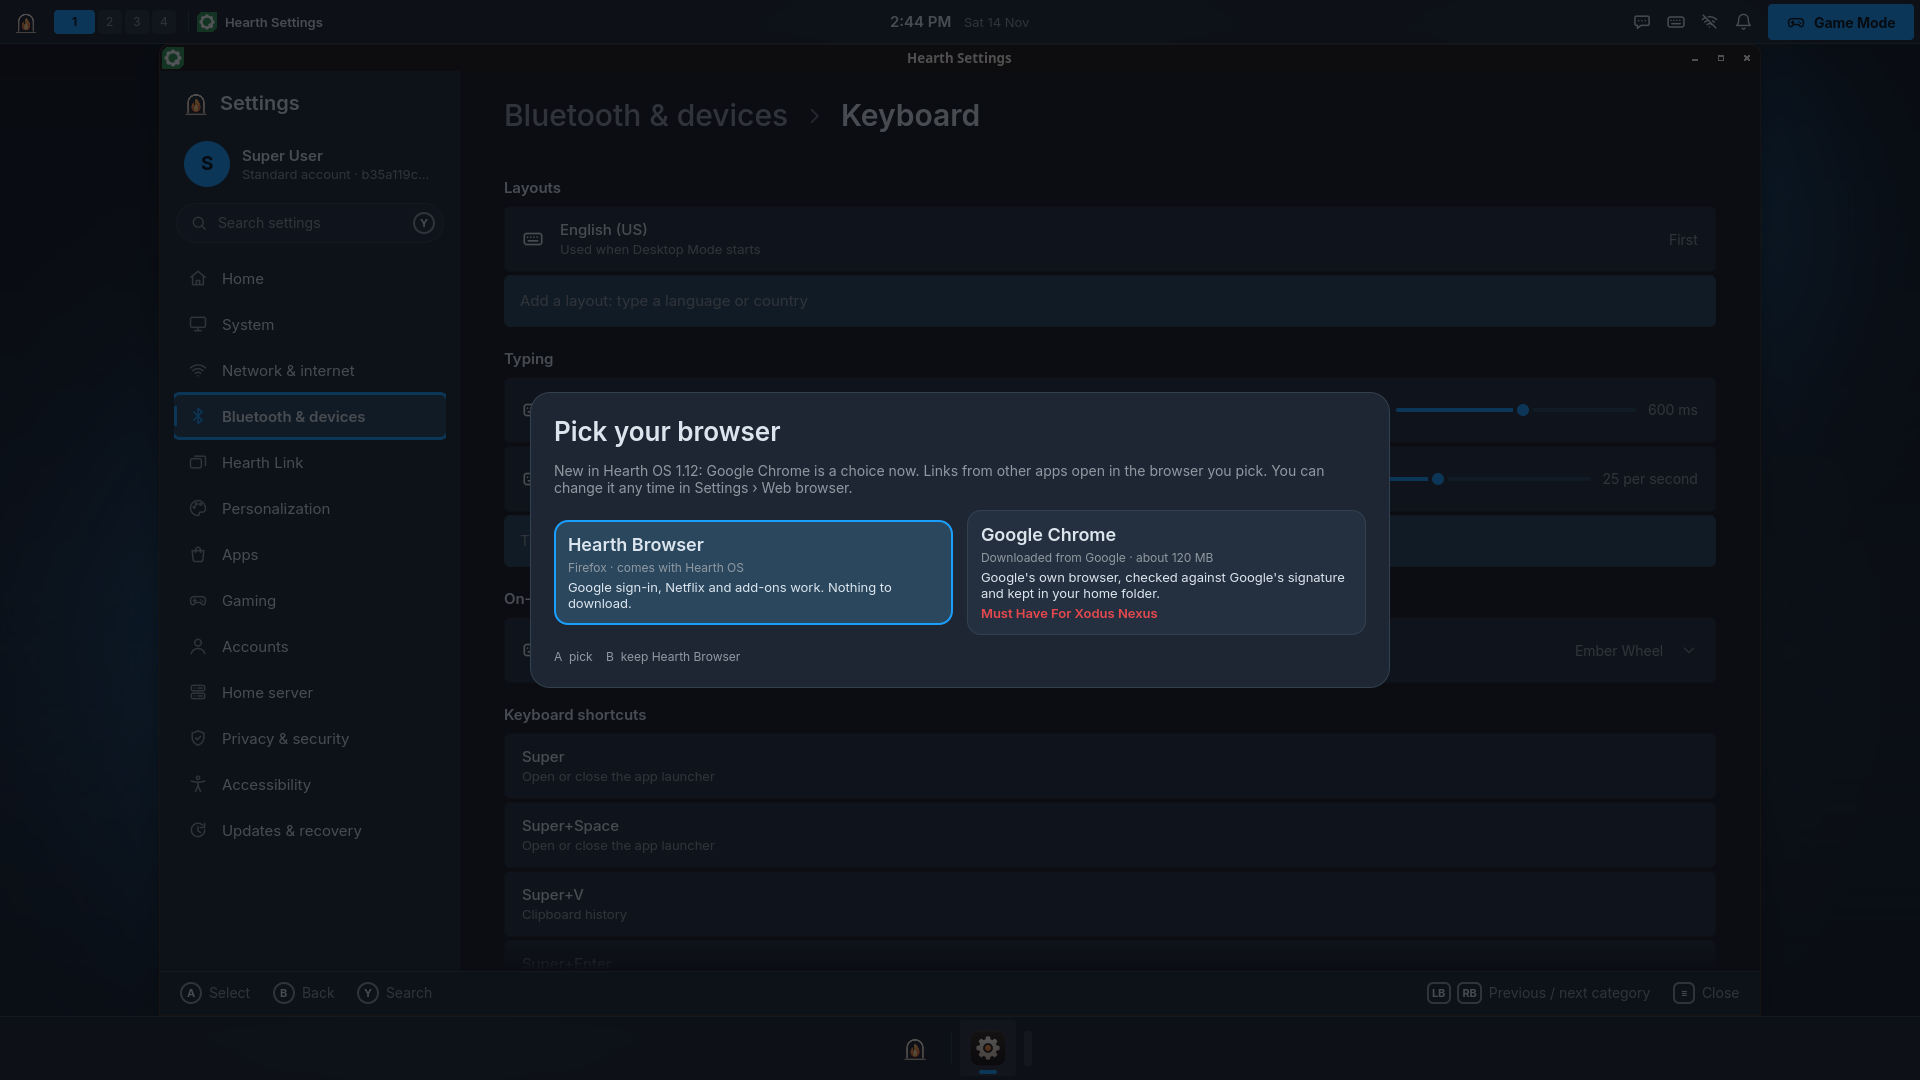 1 2 3 4 Hearth Settings
2:44 PM Sat 14 Nov
Game Mode
Hearth Settings
Settings
S
Super User
Standard account · b35a119c...
Search settings Y
Home
System
Network & internet
Bluetooth & devices
Hearth Link
Personalization
Apps
Gaming
Accounts
Home server
Privacy & security
Accessibility
Updates & recovery
Bluetooth & devices › Keyboard
Layouts
English (US)
Used when Desktop Mode starts
First
Add a layout: type a language or country
Typing
600 ms
25 per second
T
On-
Ember Wheel
Pick your browser
New in Hearth OS 1.12: Google Chrome is a choice now. Links from other apps open in the browser you pick. You can
change it any time in Settings › Web browser.
Hearth Browser
Firefox · comes with Hearth OS
Google sign-in, Netflix and add-ons work. Nothing to
download.
Google Chrome
Downloaded from Google · about 120 MB
Google's own browser, checked against Google's signature
and kept in your home folder.
Must Have For Xodus Nexus
A pick B keep Hearth Browser
Keyboard shortcuts
Super
Open or close the app launcher
Super+Space
Open or close the app launcher
Super+V
Clipboard history
Super+Enter
A Select B Back Y Search
LB RB Previous / next category ≡ Close